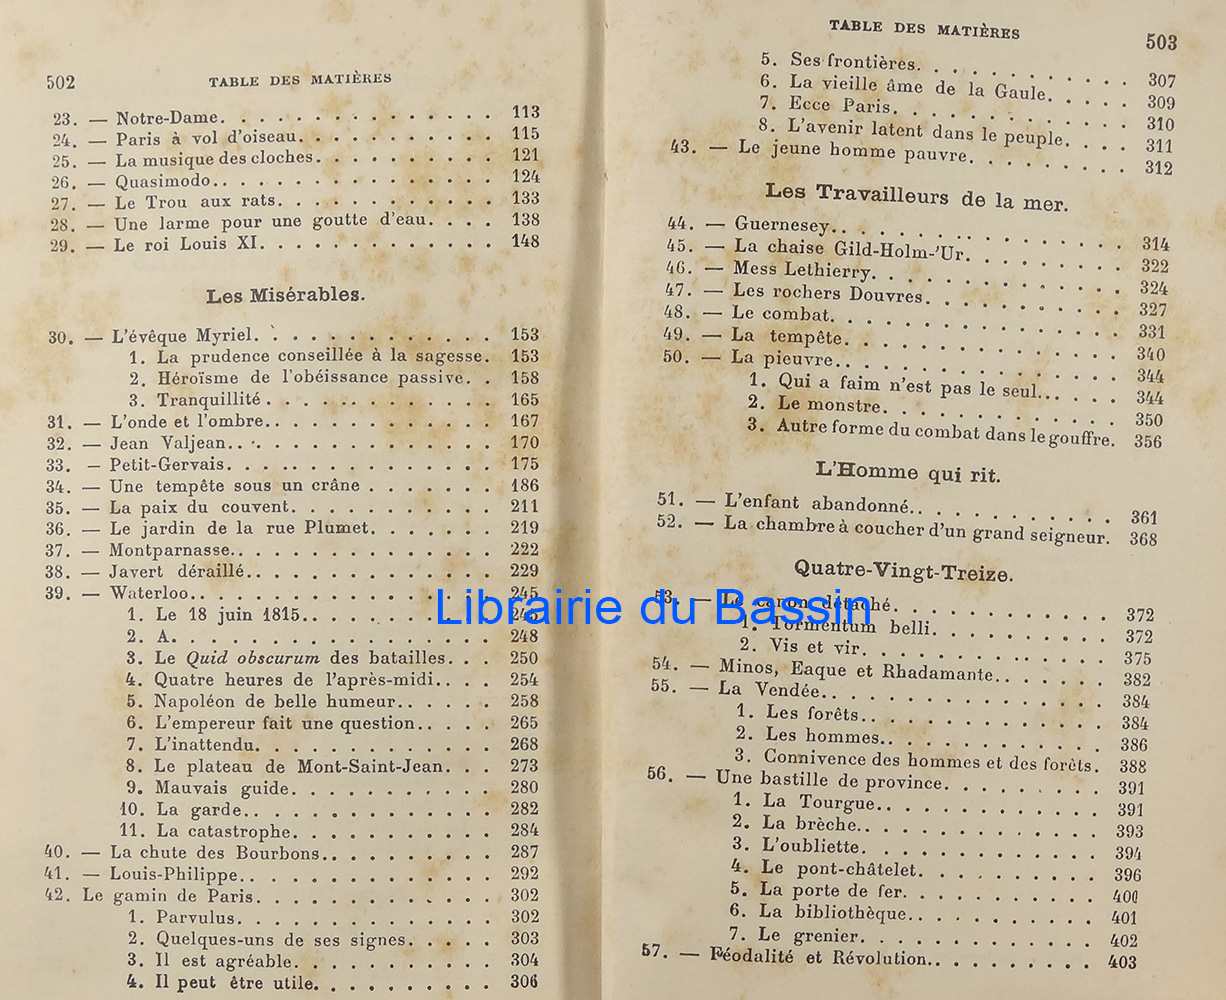 502 TABLE DES MATIÈRES
23. — Notre-Dame. . . . . . . . . . . . . . 113
24. — Paris à vol d'oiseau. . . . . . . . . . 115
25. — La musique des cloches. . . . . . . . . 121
26. — Quasimodo. . . . . . . . . . . . . . 124
27. — Le Trou aux rats. . . . . . . . . . . 133
28. — Une larme pour une goutte d'eau. . . . 138
29. — Le roi Louis XI. . . . . . . . . . . . 148
Les Misérables.
30. — L'évêque Myriel. . . . . . . . . . . . 153
1. La prudence conseillée à la sagesse. 153
2. Héroïsme de l'obéissance passive. . 158
3. Tranquillité . . . . . . . . . . . 165
31. — L'onde et l'ombre. . . . . . . . . . . 167
32. — Jean Valjean. . . . . . . . . . . . . 170
33. — Petit-Gervais. . . . . . . . . . . . . 175
34. — Une tempête sous un crâne . . . . . . . 186
35. — La paix du couvent. . . . . . . . . . 211
36. — Le jardin de la rue Plumet. . . . . . . 219
37. — Montparnasse. . . . . . . . . . . . . 222
38. — Javert déraillé. . . . . . . . . . . . 229
39. — Waterloo. . . . . . . . . . . . . . . 245
1. Le 18 juin 1815. . . . . . . . . . 245
2. A. . . . . . . . . . . . . . . . 248
3. Le Quid obscurum des batailles. . . 250
4. Quatre heures de l'après-midi. . . . 254
5. Napoléon de belle humeur. . . . . . 258
6. L'empereur fait une question. . . . . 265
7. L'inattendu. . . . . . . . . . . . 268
8. Le plateau de Mont-Saint-Jean. . . 273
9. Mauvais guide. . . . . . . . . . . 280
10. La garde. . . . . . . . . . . . . 282
11. La catastrophe. . . . . . . . . . 284
40. — La chute des Bourbons. . . . . . . . . 287
41. — Louis-Philippe. . . . . . . . . . . . 292
42. Le gamin de Paris. . . . . . . . . . . . 302
1. Parvulus. . . . . . . . . . . . . 302
2. Quelques-uns de ses signes. . . . . 303
3. Il est agréable. . . . . . . . . . 304
4. Il peut être utile. . . . . . . . . 306
TABLE DES MATIÈRES 503
5. Ses frontières. . . . . . . . . . . 307
6. La vieille âme de la Gaule. . . . . 309
7. Ecce Paris. . . . . . . . . . . . 310
8. L'avenir latent dans le peuple. . . . 311
43. — Le jeune homme pauvre. . . . . . . . 312
Les Travailleurs de la mer.
44. — Guernesey. . . . . . . . . . . . . . 314
45. — La chaise Gild-Holm-'Ur. . . . . . . . 322
46. — Mess Lethierry. . . . . . . . . . . . 324
47. — Les rochers Douvres. . . . . . . . . . 327
48. — Le combat. . . . . . . . . . . . . . 331
49. — La tempête. . . . . . . . . . . . . 340
50. — La pieuvre. . . . . . . . . . . . . . 344
1. Qui a faim n'est pas le seul. . . . . 344
2. Le monstre. . . . . . . . . . . . 350
3. Autre forme du combat dans le gouffre. 356
L'Homme qui rit.
51. — L'enfant abandonné. . . . . . . . . . 361
52. — La chambre à coucher d'un grand seigneur. 368
Quatre-Vingt-Treize.
53. — Le canon détaché. . . . . . . . . . . 372
1. Tormentum belli. . . . . . . . . . 372
2. Vis et vir. . . . . . . . . . . . . 375
54. — Minos, Eaque et Rhadamante. . . . . . . 382
55. — La Vendée. . . . . . . . . . . . . . 384
1. Les forêts. . . . . . . . . . . . . 384
2. Les hommes. . . . . . . . . . . . 386
3. Connivence des hommes et des forêts. 388
56. — Une bastille de province. . . . . . . . 391
1. La Tourgue. . . . . . . . . . . . 391
2. La brèche. . . . . . . . . . . . . 393
3. L'oubliette. . . . . . . . . . . . 394
4. Le pont-châtelet. . . . . . . . . . 396
5. La porte de fer. . . . . . . . . . 400
6. La bibliothèque. . . . . . . . . . 401
7. Le grenier. . . . . . . . . . . . 402
57. — Féodalité et Révolution. . . . . . . . . 403
Librairie du Bassin